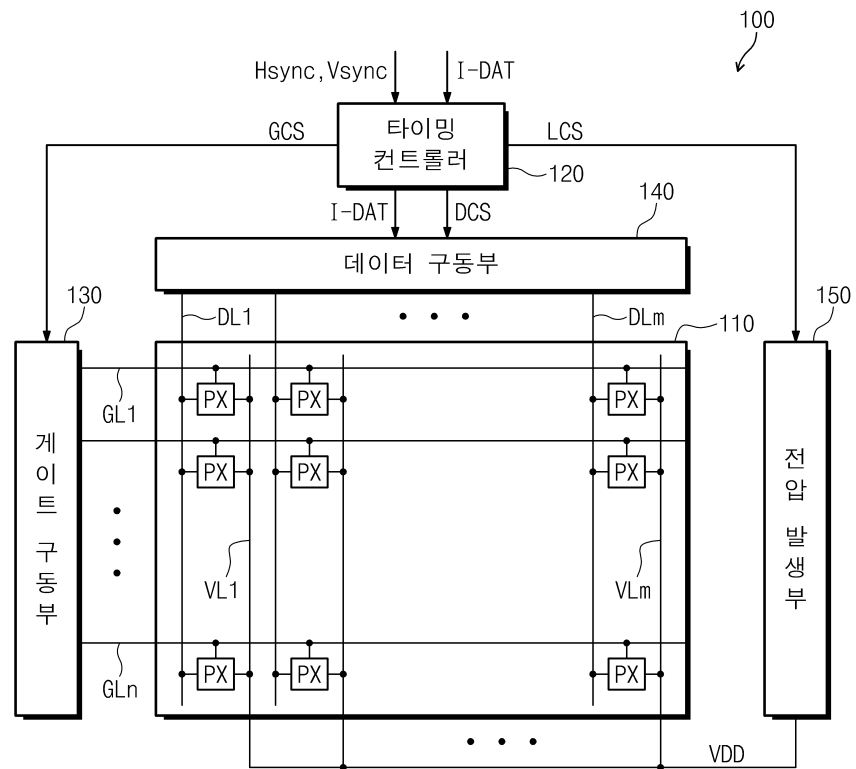 100
Hsync,Vsync
I-DAT
타이밍
컨트롤러
GCS
LCS
120
I-DAT
DCS
140
데이터 구동부
130
DL1
DLm
110
150
PX
PX
PX
GL1
PX
PX
PX
게이트 구동부
전압 발생부
VL1
VLm
PX
PX
PX
GLn
VDD